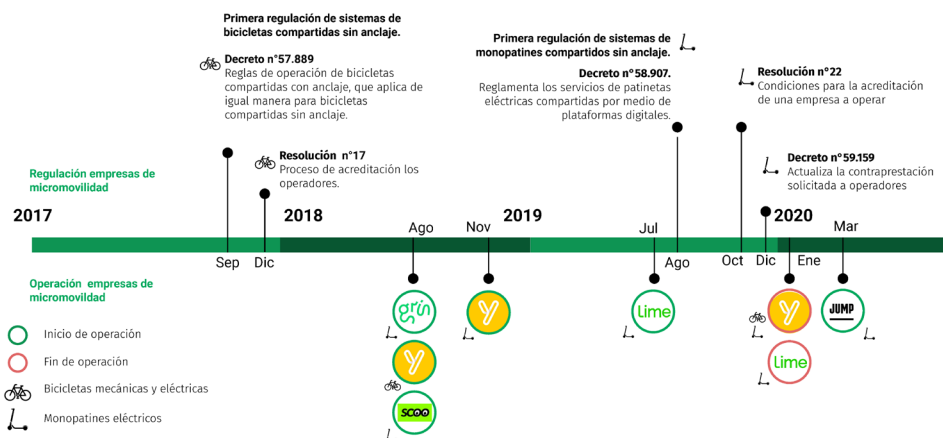 Primera regulación de sistemas de
bicicletas compartidas sin anclaje.
Decreto n°57.889
Reglas de operación de bicicletas
compartidas con anclaje, que aplica de
igual manera para bicicletas
compartidas sin anclaje.
Resolución n°17
Proceso de acreditación los
operadores.
Primera regulación de sistemas de
monopatines compartidos sin anclaje.
Decreto n°58.907.
Reglamenta los servicios de patinetas
eléctricas compartidas por medio de
plataformas digitales.
Resolución n°22
Condiciones para la acreditación
de una empresa a operar
Decreto n°59.159
Actualiza la contraprestación
solicitada a operadores
Regulación empresas de
micromovilidad
2017
2018
2019
2020
Ago
Nov
Jul
Mar
Sep
Dic
Ago
Oct
Dic
Ene
Operación empresas de
micromovildad
Inicio de operación
Fin de operación
Bicicletas mecánicas y eléctricas
Monopatines eléctricos
grin
Y
SCOO
Y
Lime
Y
Lime
JUMP